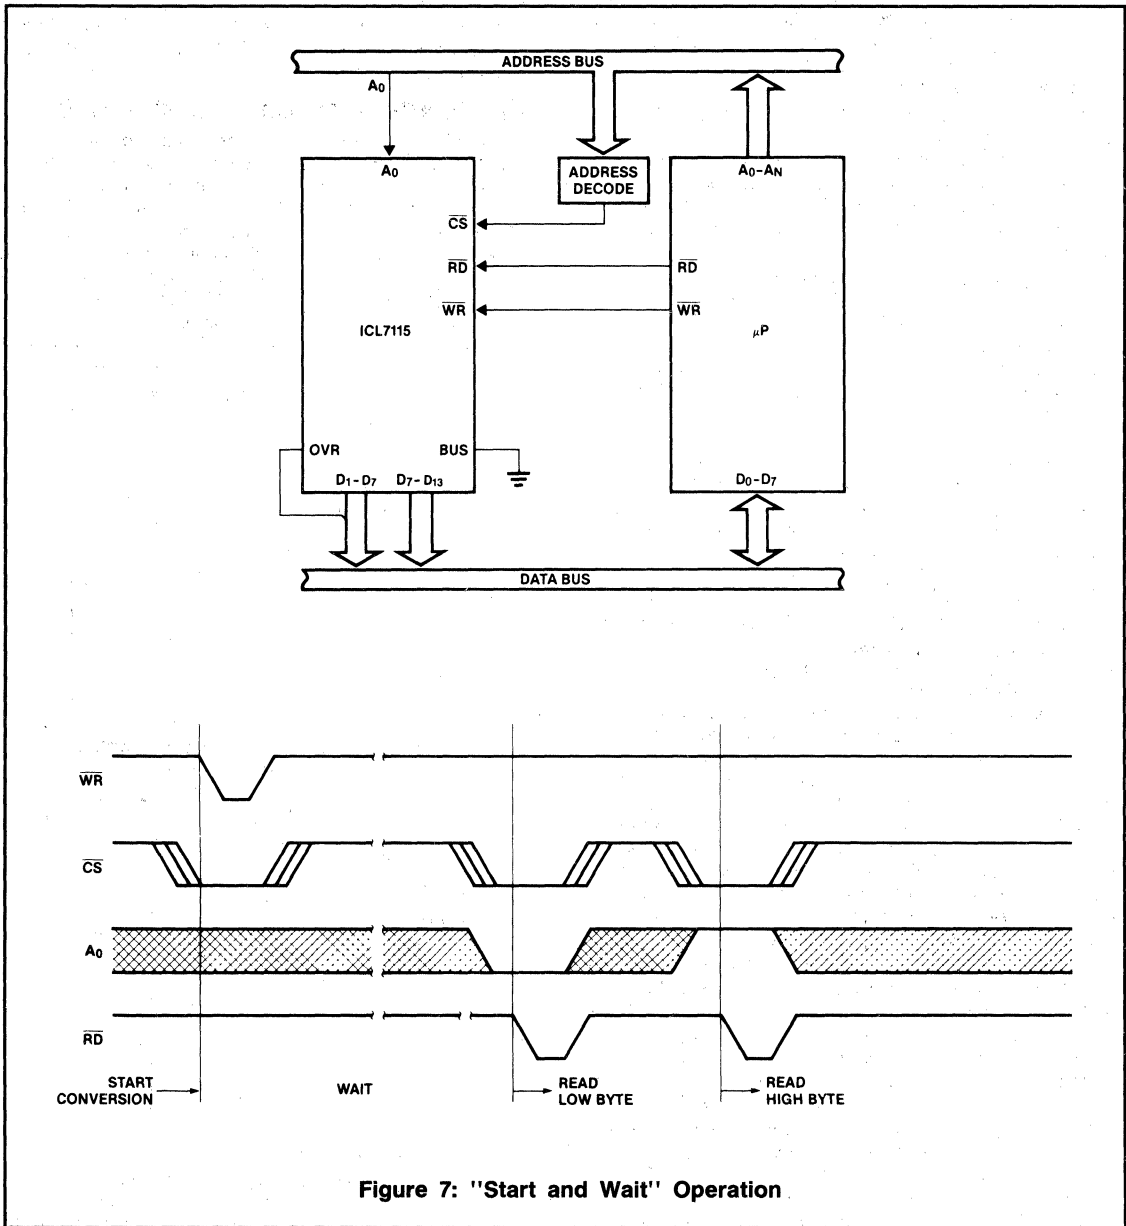 ADDRESS BUS
A0
A0
ADDRESS
DECODE
A0-AN
CS
RD
RD
WR
WR
ICL7115
μP
OVR
BUS
D1-D7
D7-D13
D0-D7
DATA BUS
WR
CS
A0
RD
START
CONVERSION
WAIT
READ
LOW BYTE
READ
HIGH BYTE
Figure 7: "Start and Wait" Operation